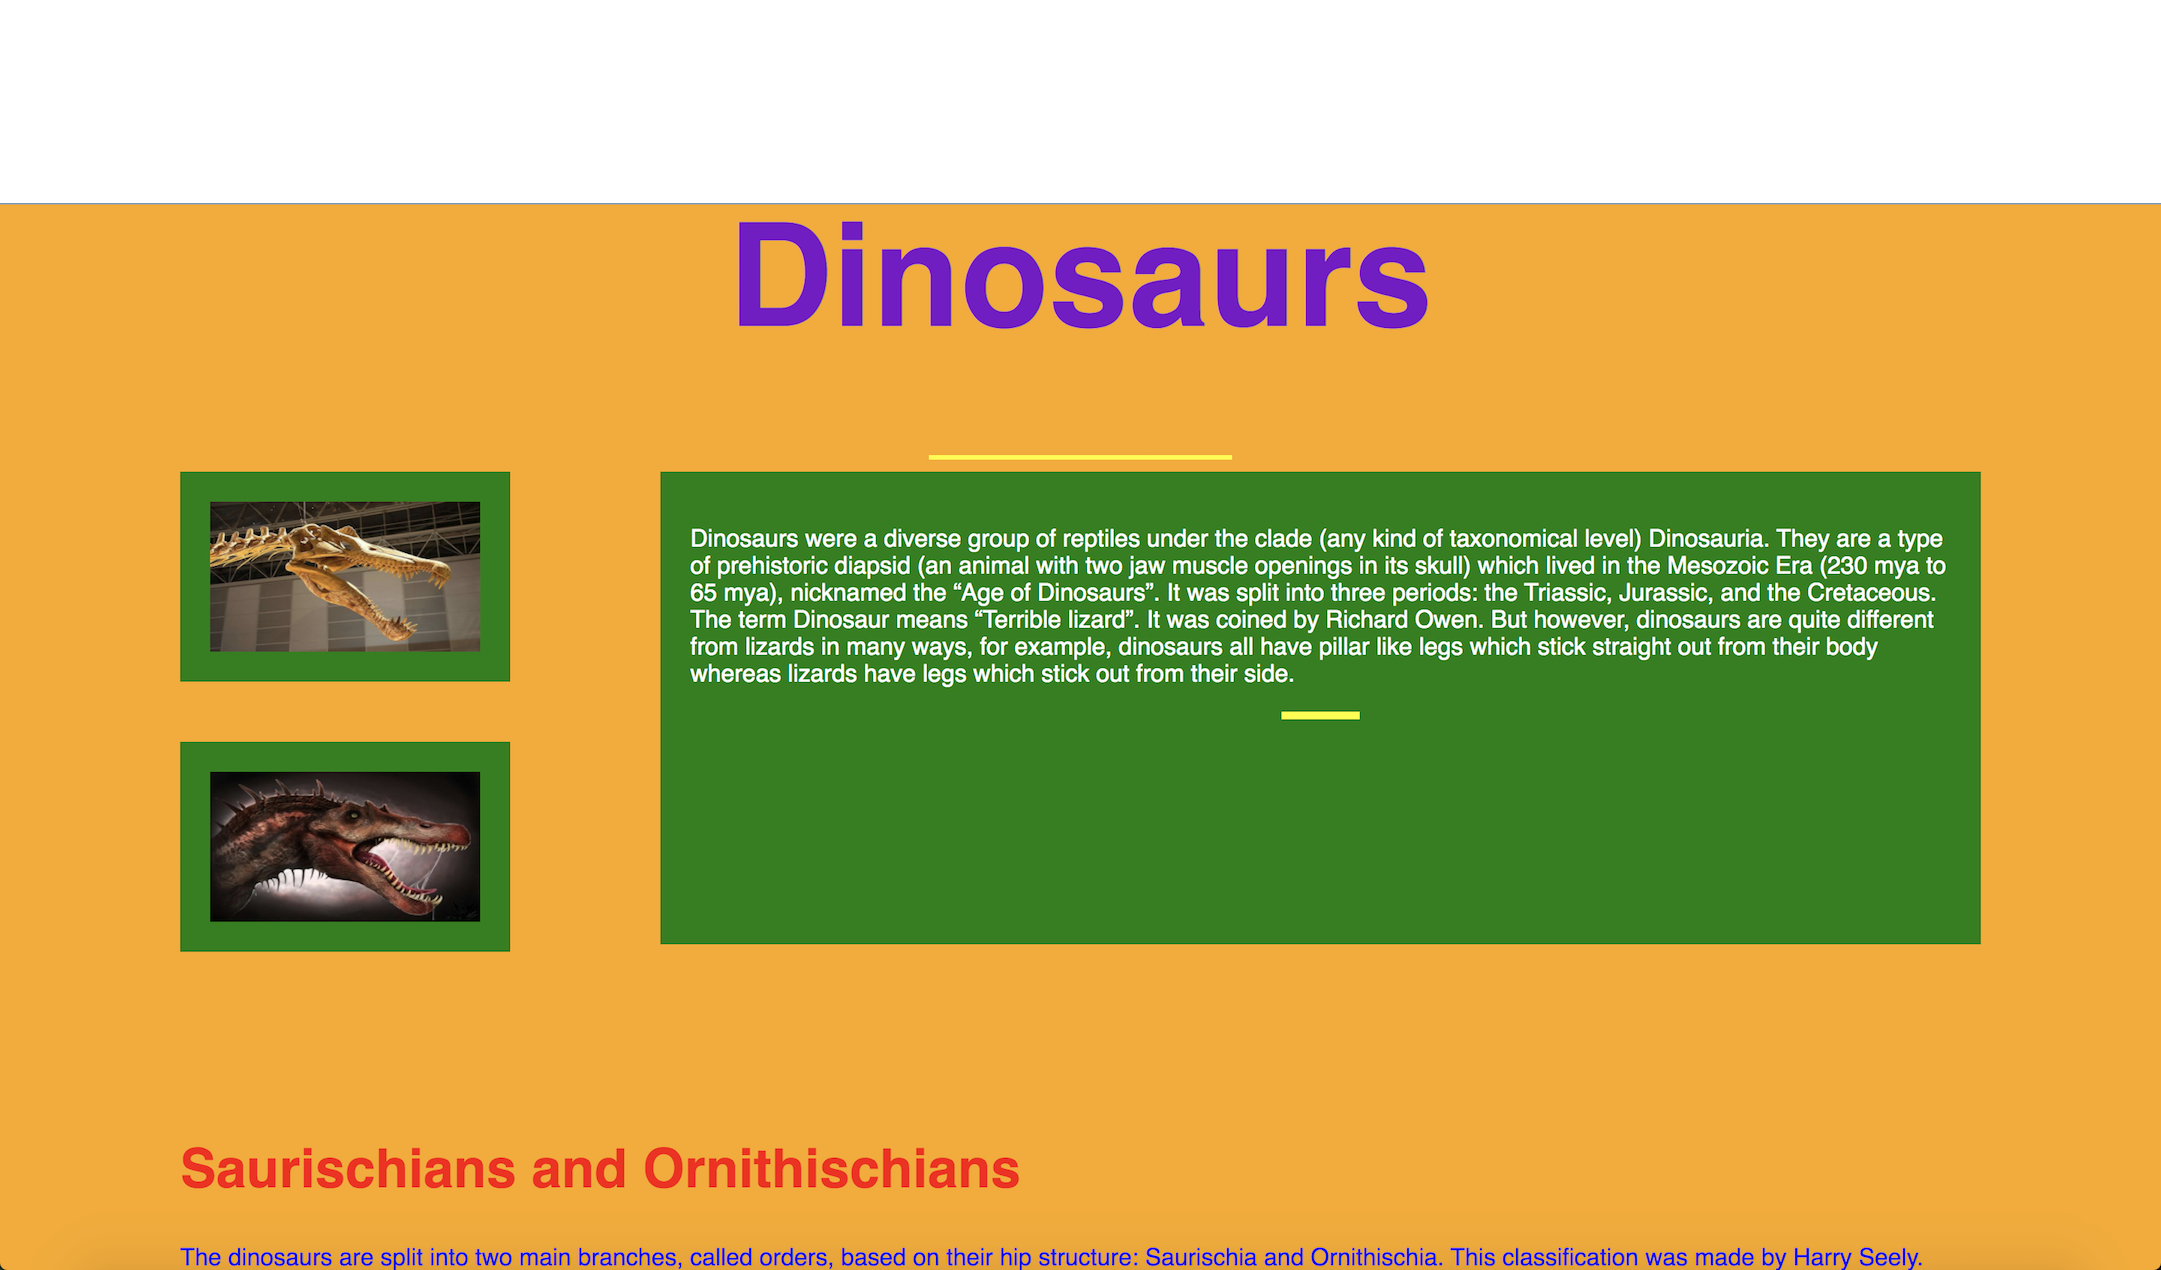 Dinosaurs
Dinosaurs were a diverse group of reptiles under the clade (any kind of taxonomical level) Dinosauria. They are a type
of prehistoric diapsid (an animal with two jaw muscle openings in its skull) which lived in the Mesozoic Era (230 mya to
65 mya), nicknamed the “Age of Dinosaurs”. It was split into three periods: the Triassic, Jurassic, and the Cretaceous.
The term Dinosaur means “Terrible lizard”. It was coined by Richard Owen. But however, dinosaurs are quite different
from lizards in many ways, for example, dinosaurs all have pillar like legs which stick straight out from their body
whereas lizards have legs which stick out from their side.
Saurischians and Ornithischians
The dinosaurs are split into two main branches, called orders, based on their hip structure: Saurischia and Ornithischia. This classification was made by Harry Seely.